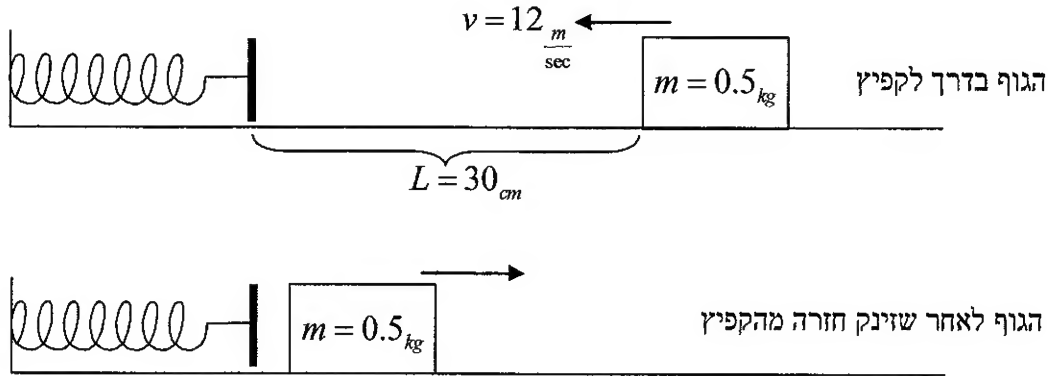 v = 12 m/sec
m = 0.5 kg
הגוף בדרך לקפיץ
L = 30 cm
m = 0.5 kg
הגוף לאחר שזינק חזרה מהקפיץ